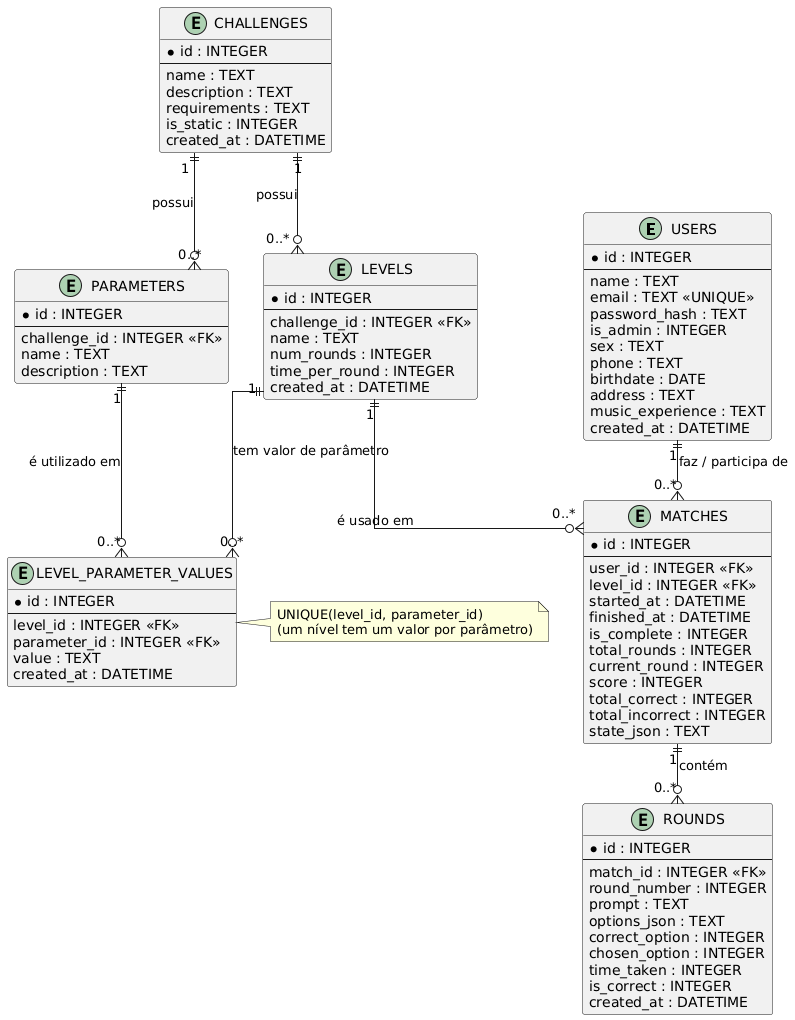 E CHALLENGES
* id : INTEGER
name : TEXT
description : TEXT
requirements : TEXT
is_static : INTEGER
created_at : DATETIME
1
1
possui
possui
0..*
0..*
E PARAMETERS
* id : INTEGER
challenge_id : INTEGER «FK»
name : TEXT
description : TEXT
E LEVELS
* id : INTEGER
challenge_id : INTEGER «FK»
name : TEXT
num_rounds : INTEGER
time_per_round : INTEGER
created_at : DATETIME
E USERS
* id : INTEGER
name : TEXT
email : TEXT «UNIQUE»
password_hash : TEXT
is_admin : INTEGER
sex : TEXT
phone : TEXT
birthdate : DATE
address : TEXT
music_experience : TEXT
created_at : DATETIME
1
1
1
1
é utilizado em
tem valor de parâmetro
é usado em
faz / participa de
0..*
0..*
0..*
0..*
E LEVEL_PARAMETER_VALUES
* id : INTEGER
level_id : INTEGER «FK»
parameter_id : INTEGER «FK»
value : TEXT
created_at : DATETIME
UNIQUE(level_id, parameter_id)
(um nível tem um valor por parâmetro)
E MATCHES
* id : INTEGER
user_id : INTEGER «FK»
level_id : INTEGER «FK»
started_at : DATETIME
finished_at : DATETIME
is_complete : INTEGER
total_rounds : INTEGER
current_round : INTEGER
score : INTEGER
total_correct : INTEGER
total_incorrect : INTEGER
state_json : TEXT
1
contém
0..*
E ROUNDS
* id : INTEGER
match_id : INTEGER «FK»
round_number : INTEGER
prompt : TEXT
options_json : TEXT
correct_option : INTEGER
chosen_option : INTEGER
time_taken : INTEGER
is_correct : INTEGER
created_at : DATETIME